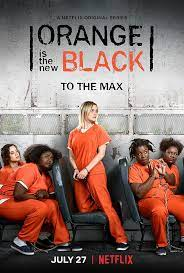 A NETFLIX ORIGINAL SERIES
ORANGE
is the new BLACK
TO THE MAX
JULY 27 | NETFLIX